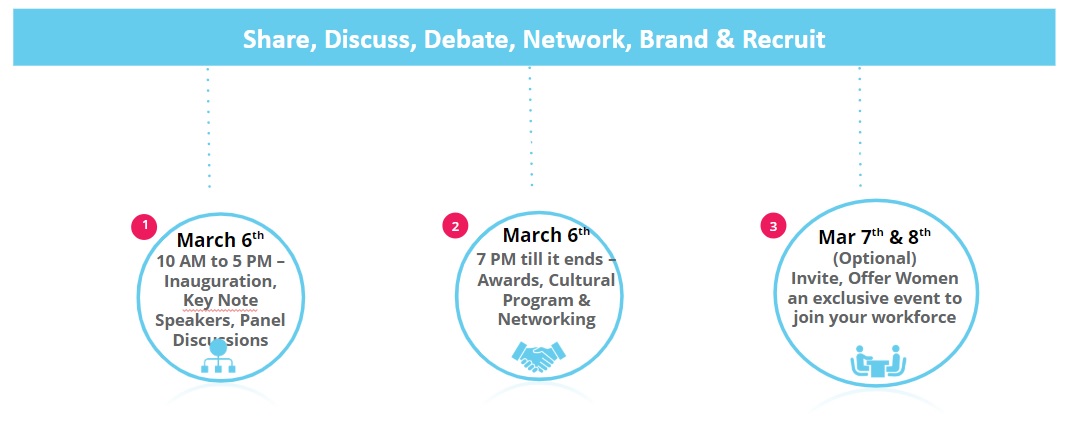 Share, Discuss, Debate, Network, Brand & Recruit
1
March 6th
10 AM to 5 PM –
Inauguration,
Key Note
Speakers, Panel
Discussions
2
March 6th
7 PM till it ends –
Awards, Cultural
Program &
Networking
3
Mar 7th & 8th
(Optional)
Invite, Offer Women
an exclusive event to
join your workforce